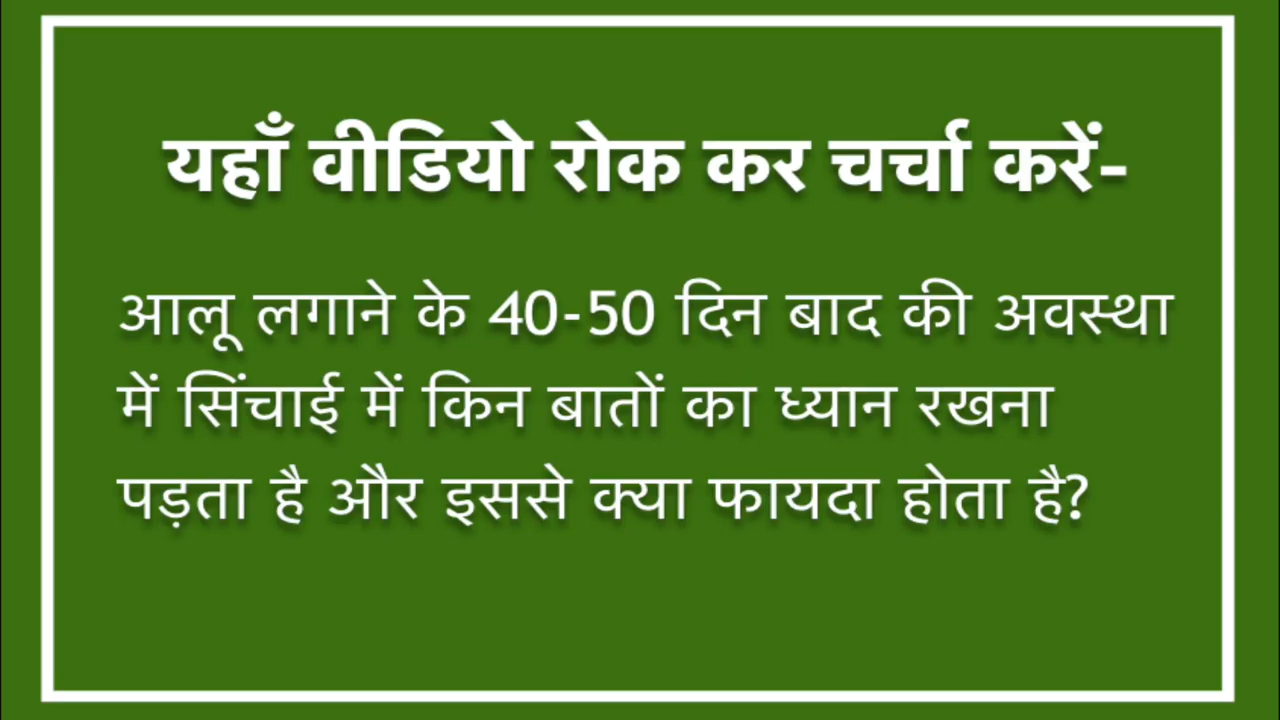 यहाँ वीडियो रोक कर चर्चा करें-
आलू लगाने के 40-50 दिन बाद की अवस्था
में सिंचाई में किन बातों का ध्यान रखना
पड़ता है और इससे क्या फायदा होता है?